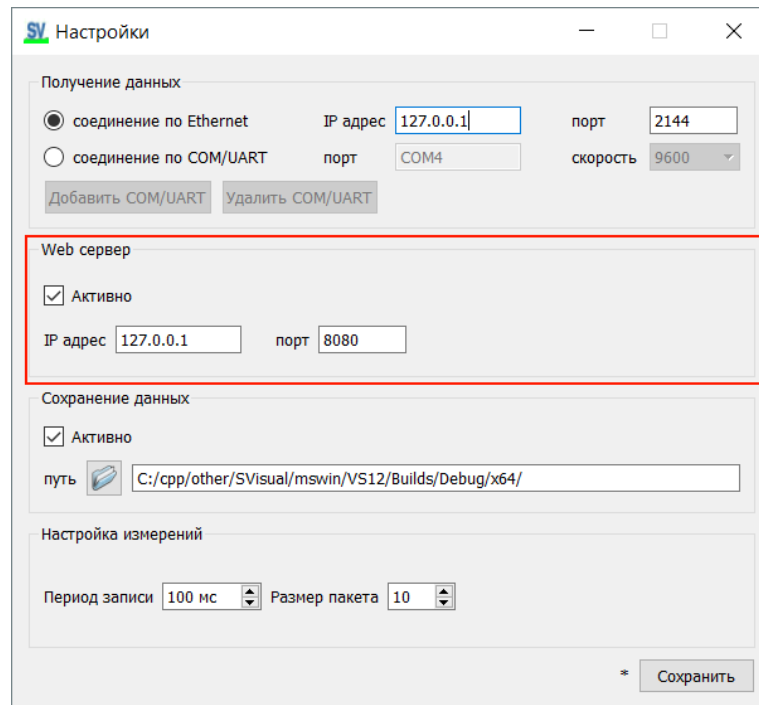 SV Настройки
Получение данных
соединение по Ethernet IP адрес 127.0.0.1 порт 2144
соединение по COM/UART порт COM4 скорость 9600
Добавить COM/UART Удалить COM/UART
Web сервер
Активно
IP адрес 127.0.0.1 порт 8080
Сохранение данных
Активно
путь C:/cpp/other/SVisual/mswin/VS12/Builds/Debug/x64/
Настройка измерений
Период записи 100 мс Размер пакета 10
* Сохранить